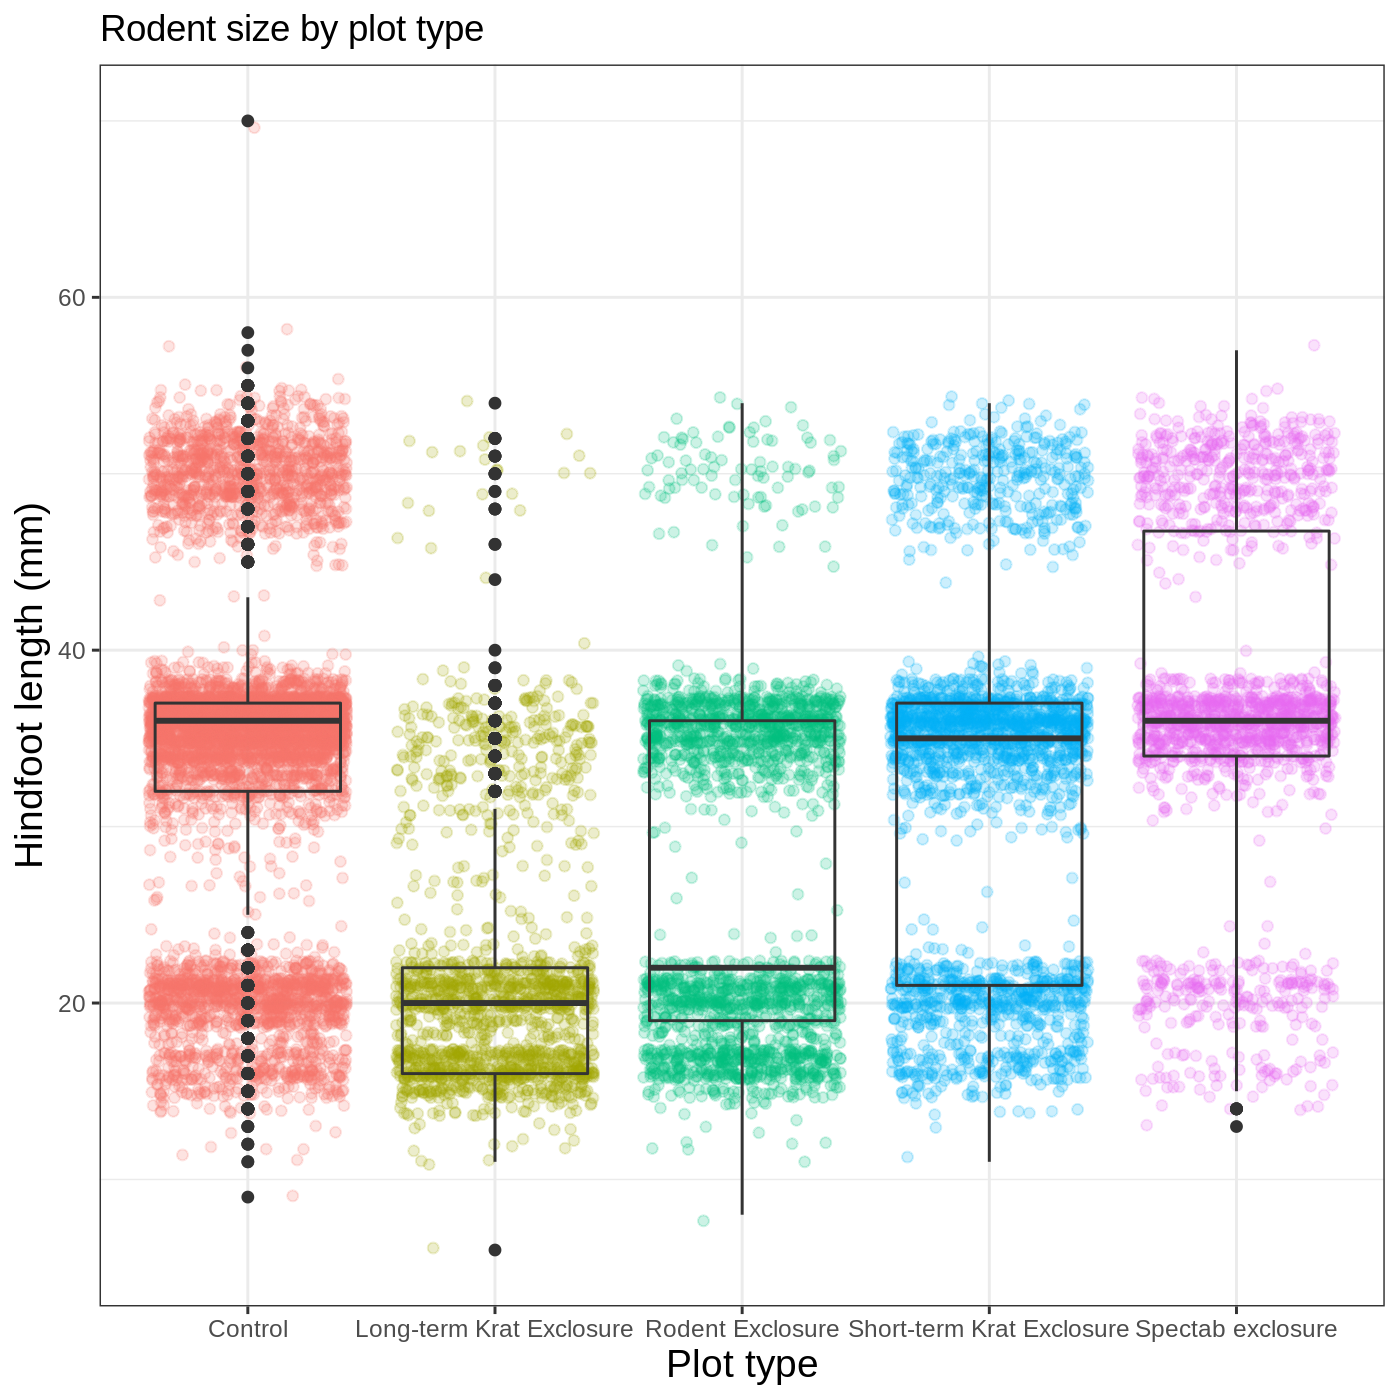 Rodent size by plot type
Hindfoot length (mm)
60
40
20
Control
Long-term Krat Exclosure
Rodent Exclosure
Short-term Krat Exclosure
Spectab exclosure
Plot type